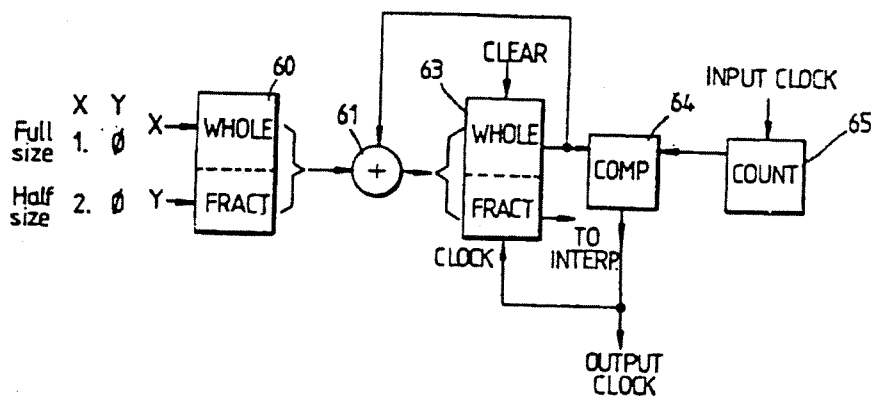 60
X Y
Full size 1. Ø X
WHOLE
Half size 2. Ø Y
FRACT
61
+
63
CLEAR
WHOLE
FRACT
CLOCK
TO INTERP.
64
COMP
INPUT CLOCK
65
COUNT
OUTPUT CLOCK